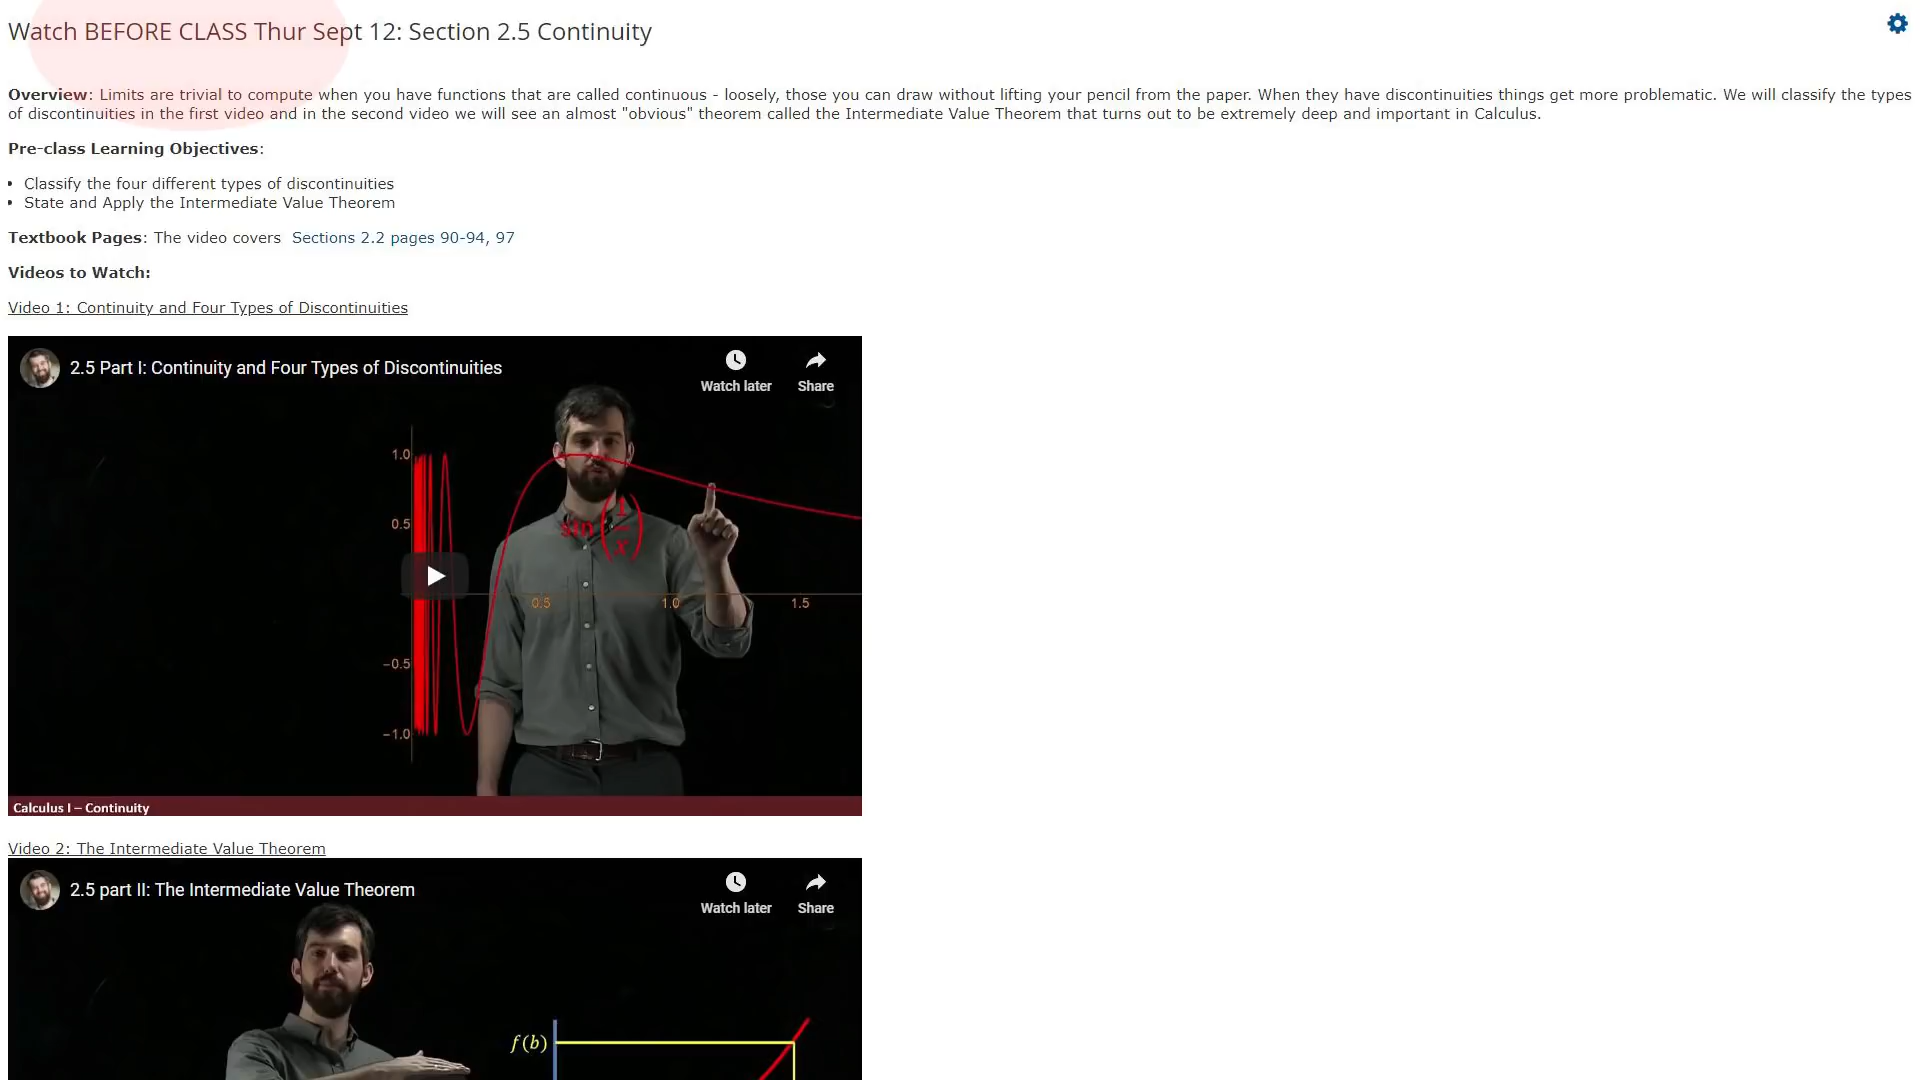 Watch BEFORE CLASS Thur Sept 12: Section 2.5 Continuity
Overview: Limits are trivial to compute when you have functions that are called continuous - loosely, those you can draw without lifting your pencil from the paper. When they have discontinuities things get more problematic. We will classify the types
of discontinuities in the first video and in the second video we will see an almost "obvious" theorem called the Intermediate Value Theorem that turns out to be extremely deep and important in Calculus.
Pre-class Learning Objectives:
• Classify the four different types of discontinuities
• State and Apply the Intermediate Value Theorem
Textbook Pages: The video covers Sections 2.2 pages 90-94, 97
Videos to Watch:
Video 1: Continuity and Four Types of Discontinuities
2.5 Part I: Continuity and Four Types of Discontinuities
Watch later
Share
1.0
0.5
sin(1/x)
0.5
1.0
1.5
−0.5
−1.0
Calculus I – Continuity
Video 2: The Intermediate Value Theorem
2.5 part II: The Intermediate Value Theorem
Watch later
Share
f(b)